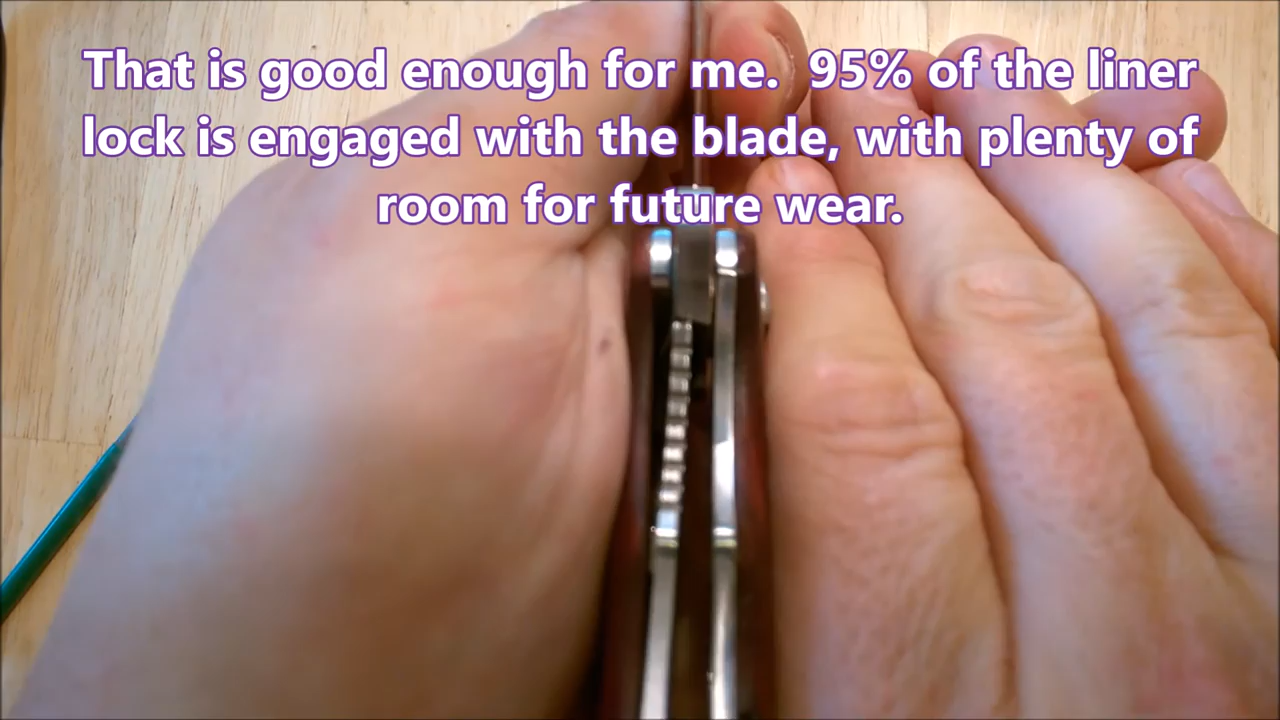 That is good enough for me.  95% of the liner
lock is engaged with the blade, with plenty of
room for future wear.